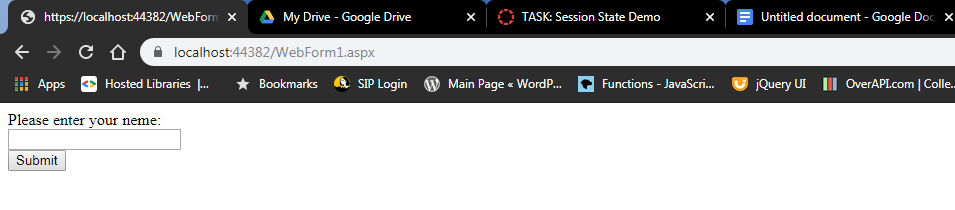 https://localhost:44382/WebForm
My Drive - Google Drive
TASK: Session State Demo
Untitled document - Google Doc
localhost:44382/WebForm1.aspx
Apps
Hosted Libraries |...
Bookmarks
SIP Login
Main Page « WordP...
Functions - JavaScri...
jQuery UI
OverAPI.com | Colle...
Please enter your neme:
Submit